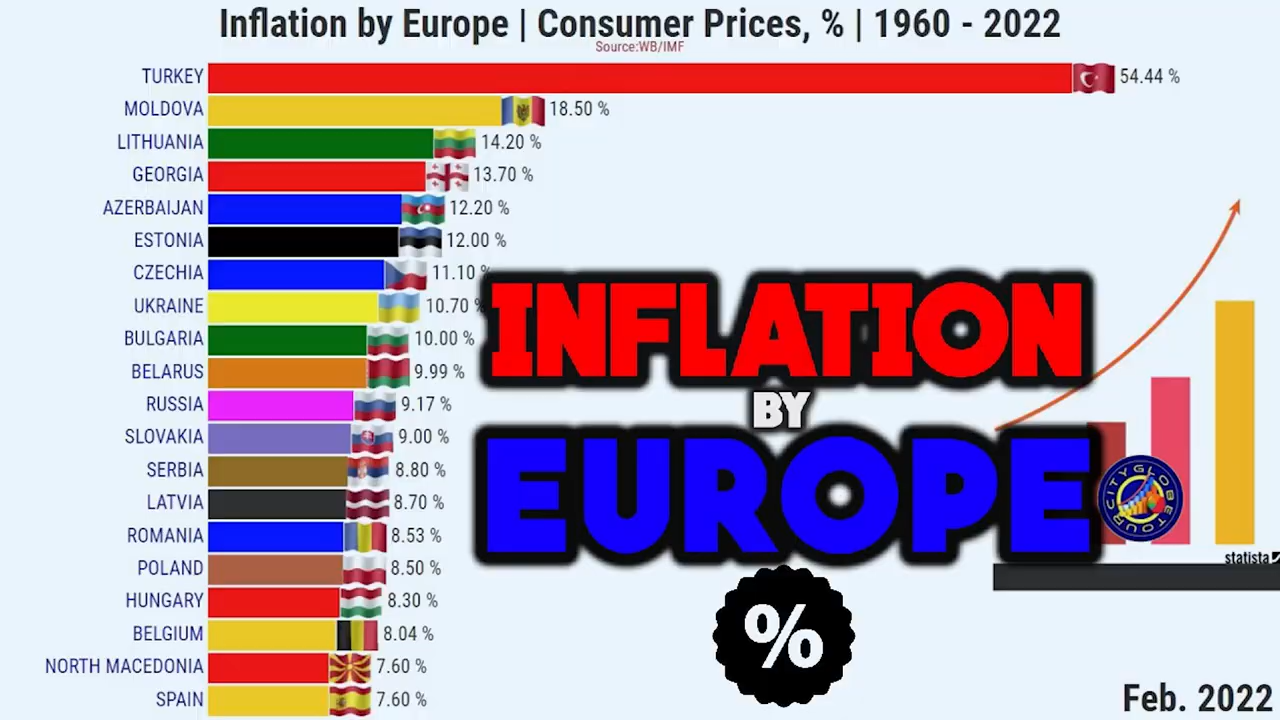 Inflation by Europe | Consumer Prices, % | 1960 - 2022
Source:WB/IMF
TURKEY 54.44 %
MOLDOVA 18.50 %
LITHUANIA 14.20 %
GEORGIA 13.70 %
AZERBAIJAN 12.20 %
ESTONIA 12.00 %
CZECHIA 11.10 %
UKRAINE 10.70 %
BULGARIA 10.00 %
BELARUS 9.99 %
RUSSIA 9.17 %
SLOVAKIA 9.00 %
SERBIA 8.80 %
LATVIA 8.70 %
ROMANIA 8.53 %
POLAND 8.50 %
HUNGARY 8.30 %
BELGIUM 8.04 %
NORTH MACEDONIA 7.60 %
SPAIN 7.60 %
INFLATION
BY
EUROPE
%
CITYGLOBETOUR
statista
Feb. 2022